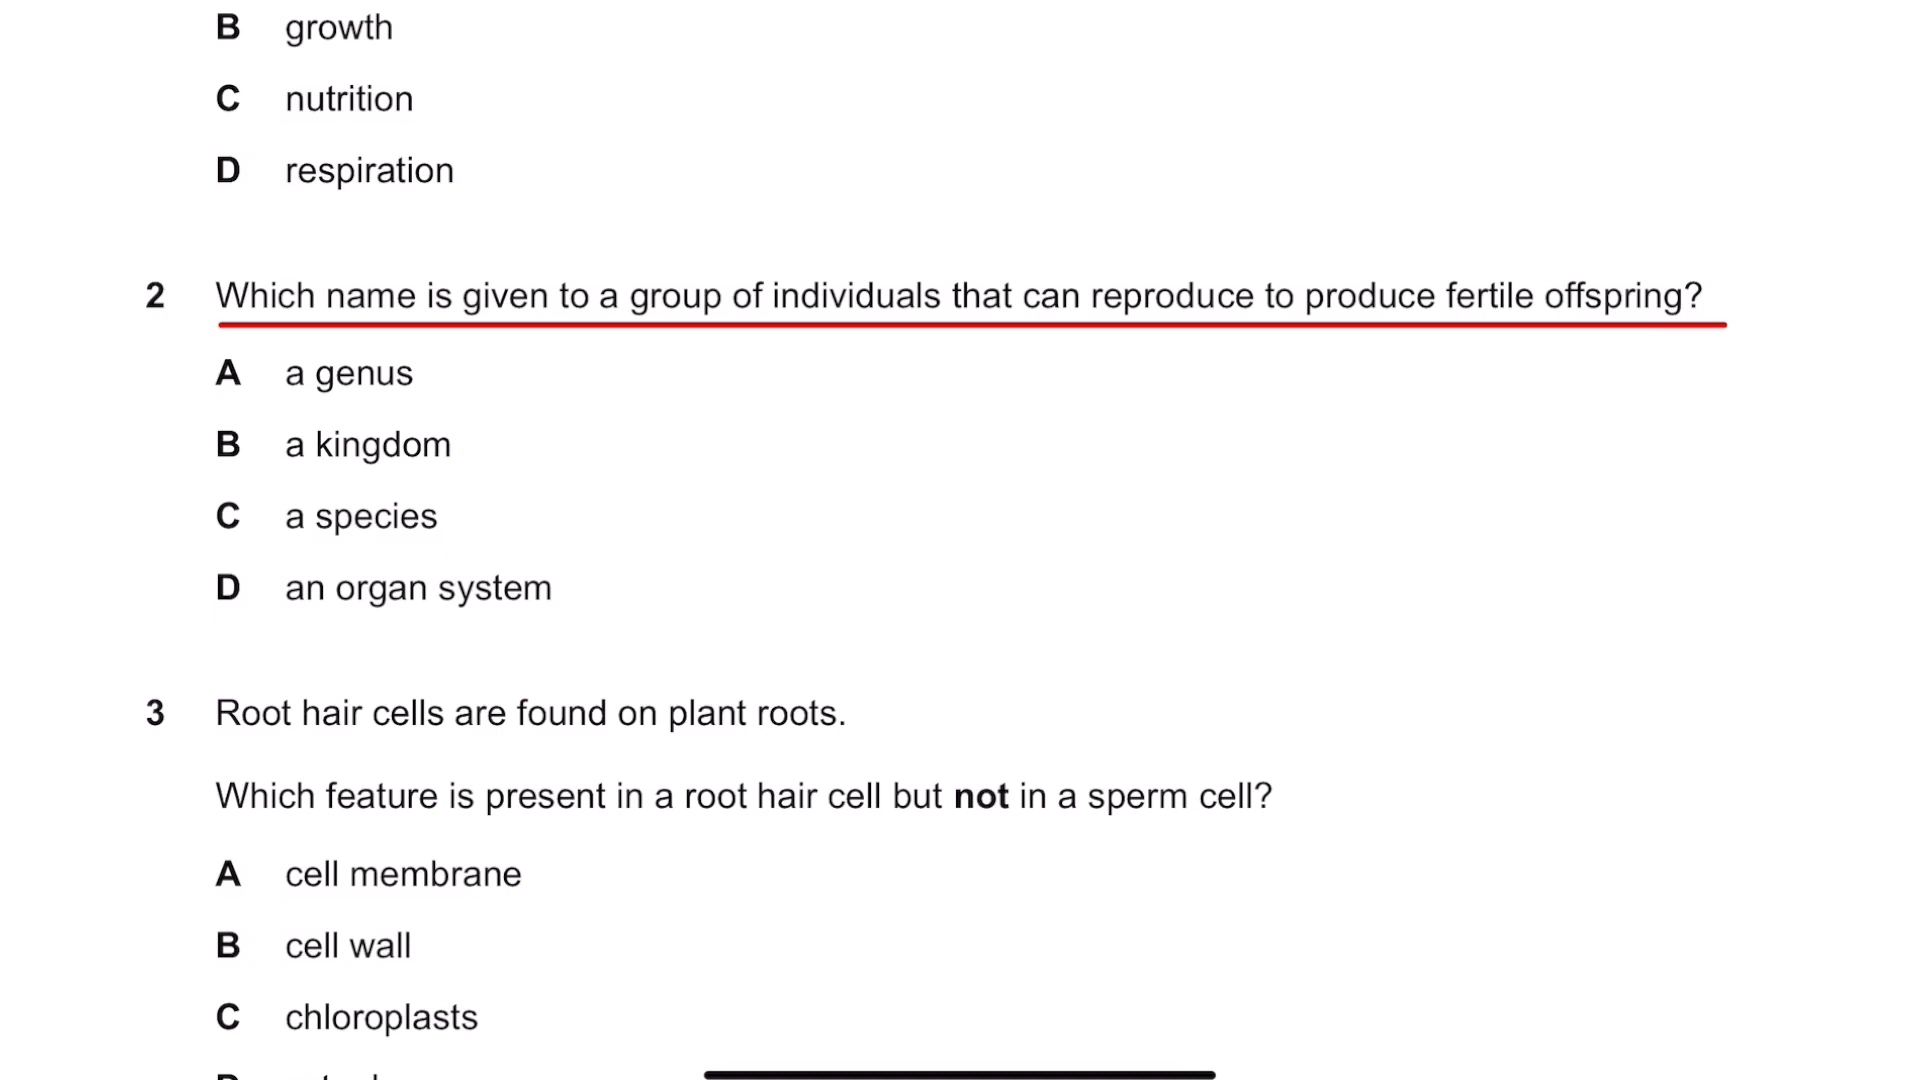 B growth
C nutrition
D respiration
2 Which name is given to a group of individuals that can reproduce to produce fertile offspring?
A a genus
B a kingdom
C a species
D an organ system
3 Root hair cells are found on plant roots.
Which feature is present in a root hair cell but not in a sperm cell?
A cell membrane
B cell wall
C chloroplasts